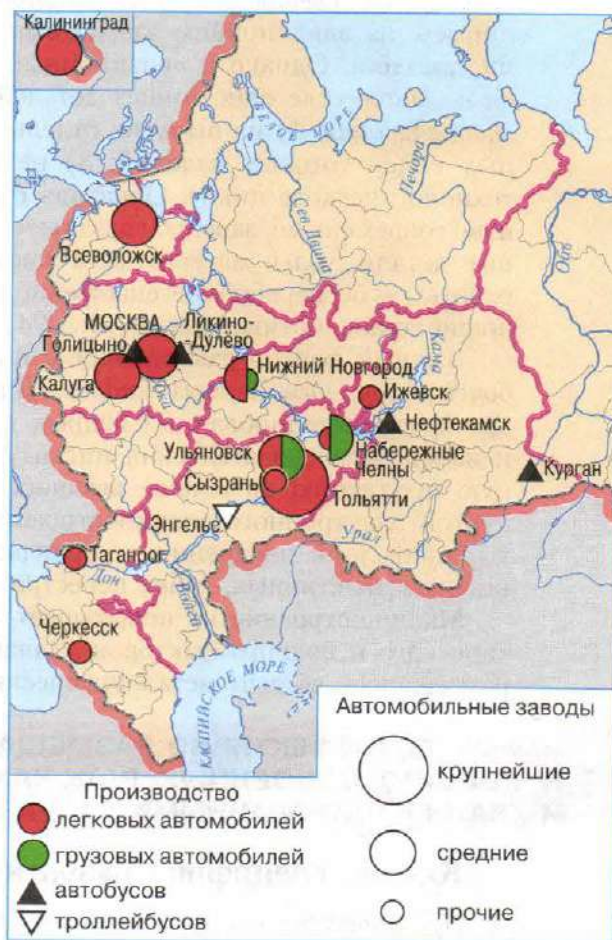 Калининград
БЕЛОЕ МОРЕ
Печора
Сев. Двина
Обь
Всеволожск
МОСКВА
Ликино-
-Дулёво
Голицыно
Калуга
Ока
Нижний Новгород
Кама
Ижевск
Нефтекамск
Ульяновск
Набережные
Челны
Сызрань
Тольятти
Курган
Энгельс
Урал
Таганрог
Дон
Волга
Черкесск
КАСПИЙСКОЕ МОРЕ
Автомобильные заводы
крупнейшие
средние
прочие
Производство
легковых автомобилей
грузовых автомобилей
автобусов
троллейбусов